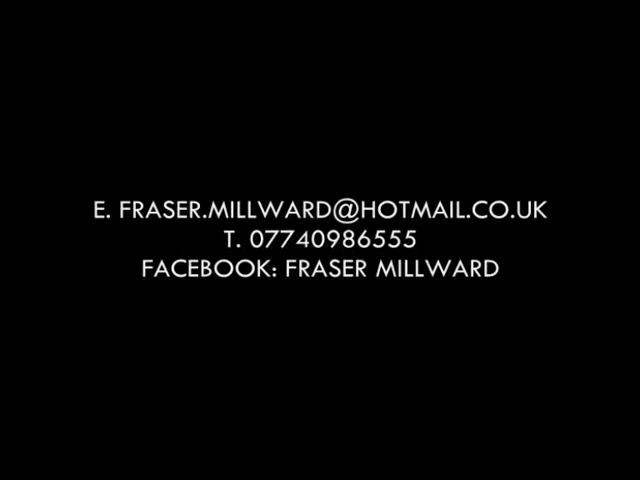 E. FRASER.MILLWARD@HOTMAIL.CO.UK
T. 07740986555
FACEBOOK: FRASER MILLWARD